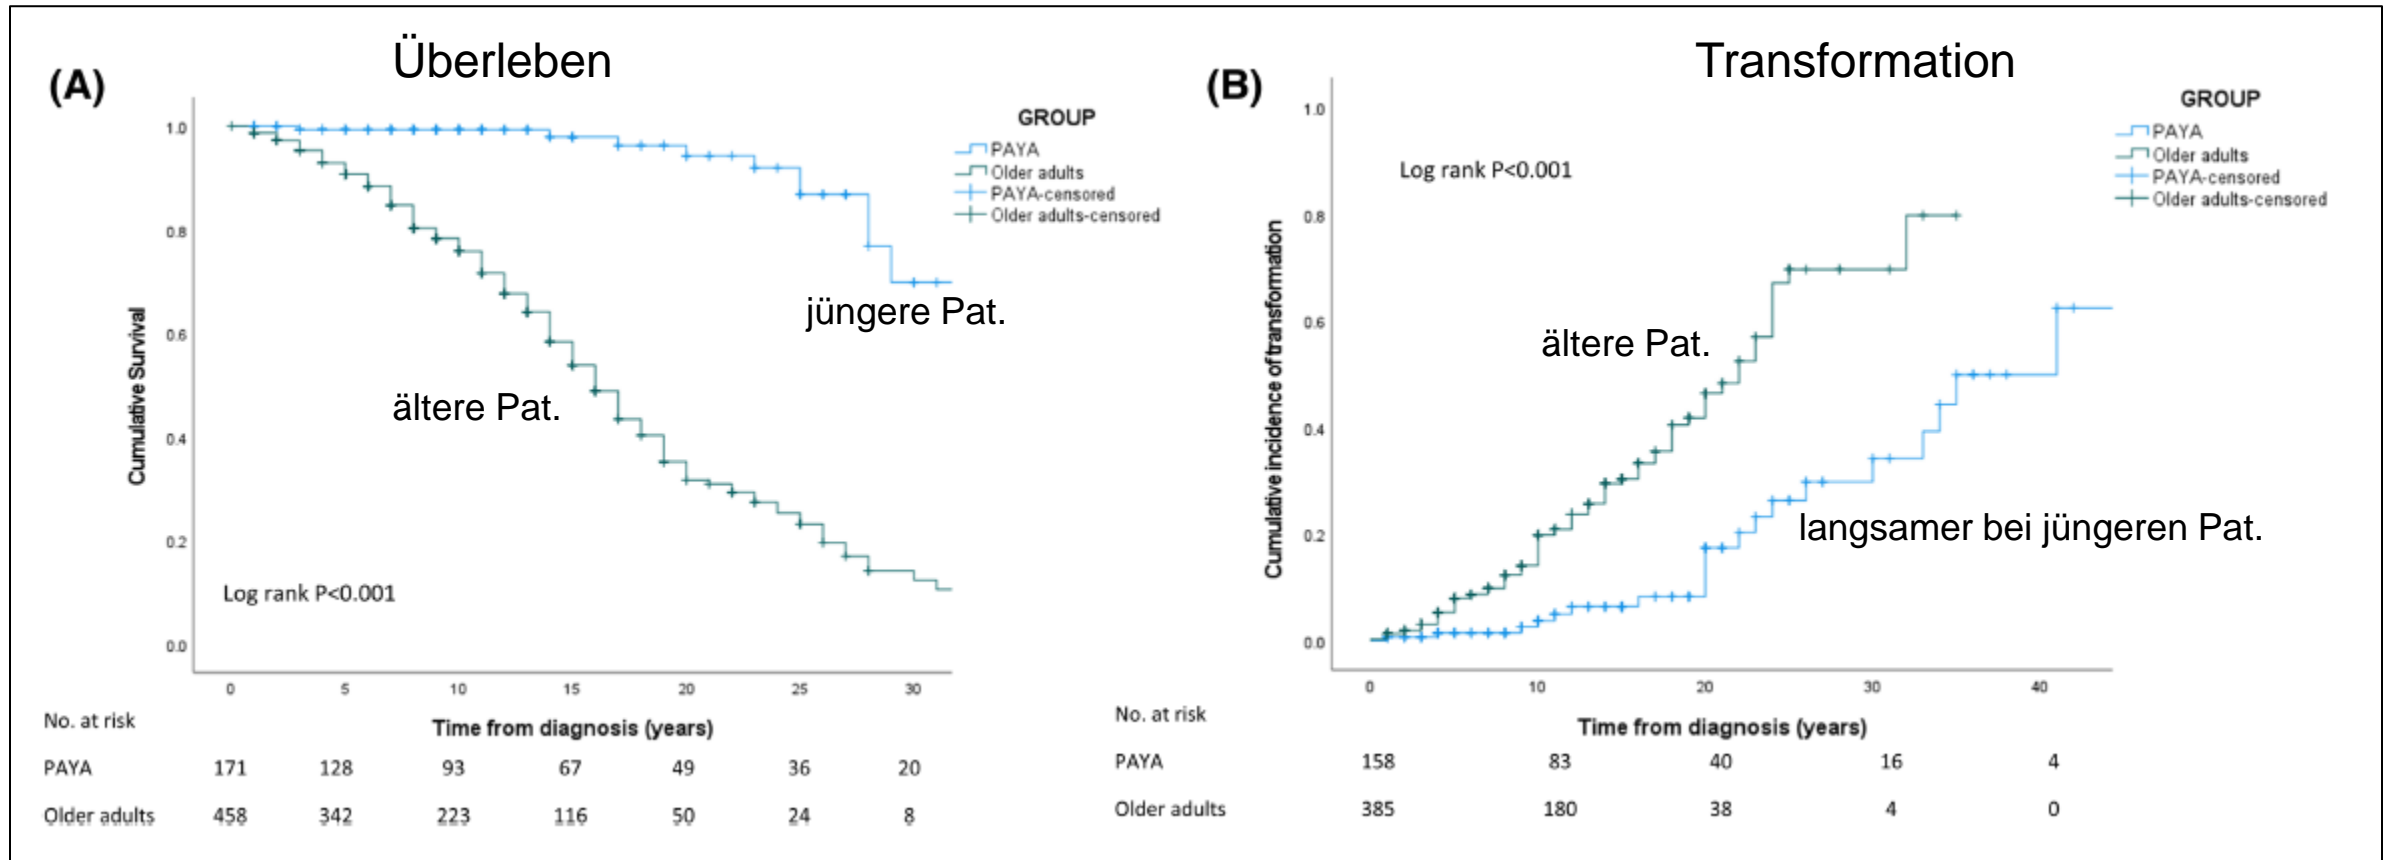 Überleben
(A)
GROUP
PAYA
Older adults
PAYA-censored
Older adults-censored
1.0
0.8
0.6
0.4
0.2
0.0
Cumulative Survival
jüngere Pat.
ältere Pat.
Log rank P<0.001
0 5 10 15 20 25 30
Time from diagnosis (years)
No. at risk
PAYA 171 128 93 67 49 36 20
Older adults 458 342 223 116 50 24 8
Transformation
(B)
GROUP
PAYA
Older adults
PAYA-censored
Older adults-censored
Log rank P<0.001
1.0
0.8
0.6
0.4
0.2
0.0
Cumulative incidence of transformation
ältere Pat.
langsamer bei jüngeren Pat.
0 10 20 30 40
Time from diagnosis (years)
No. at risk
PAYA 158 83 40 16 4
Older adults 385 180 38 4 0